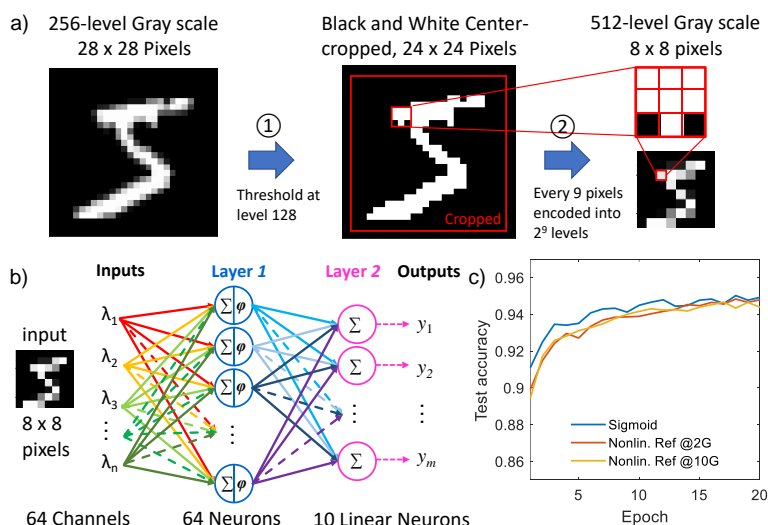 a)
256-level Gray scale
28 x 28 Pixels
Black and White Center-
cropped, 24 x 24 Pixels
512-level Gray scale
8 x 8 pixels
1
Threshold at
level 128
Cropped
2
Every 9 pixels
encoded into
2⁹ levels
b)
Inputs
Layer 1
Layer 2
Outputs
input
8 x 8
pixels
λ₁
λ₂
λ₃
⋮
λₙ
∑ φ
∑ φ
∑ φ
⋮
∑ φ
∑
∑
⋮
∑
y₁
y₂
⋮
yₘ
64 Channels
64 Neurons
10 Linear Neurons
c)
Test accuracy
0.96
0.94
0.92
0.9
0.88
0.86
Sigmoid
Nonlin. Ref @2G
Nonlin. Ref @10G
5
10
15
20
Epoch